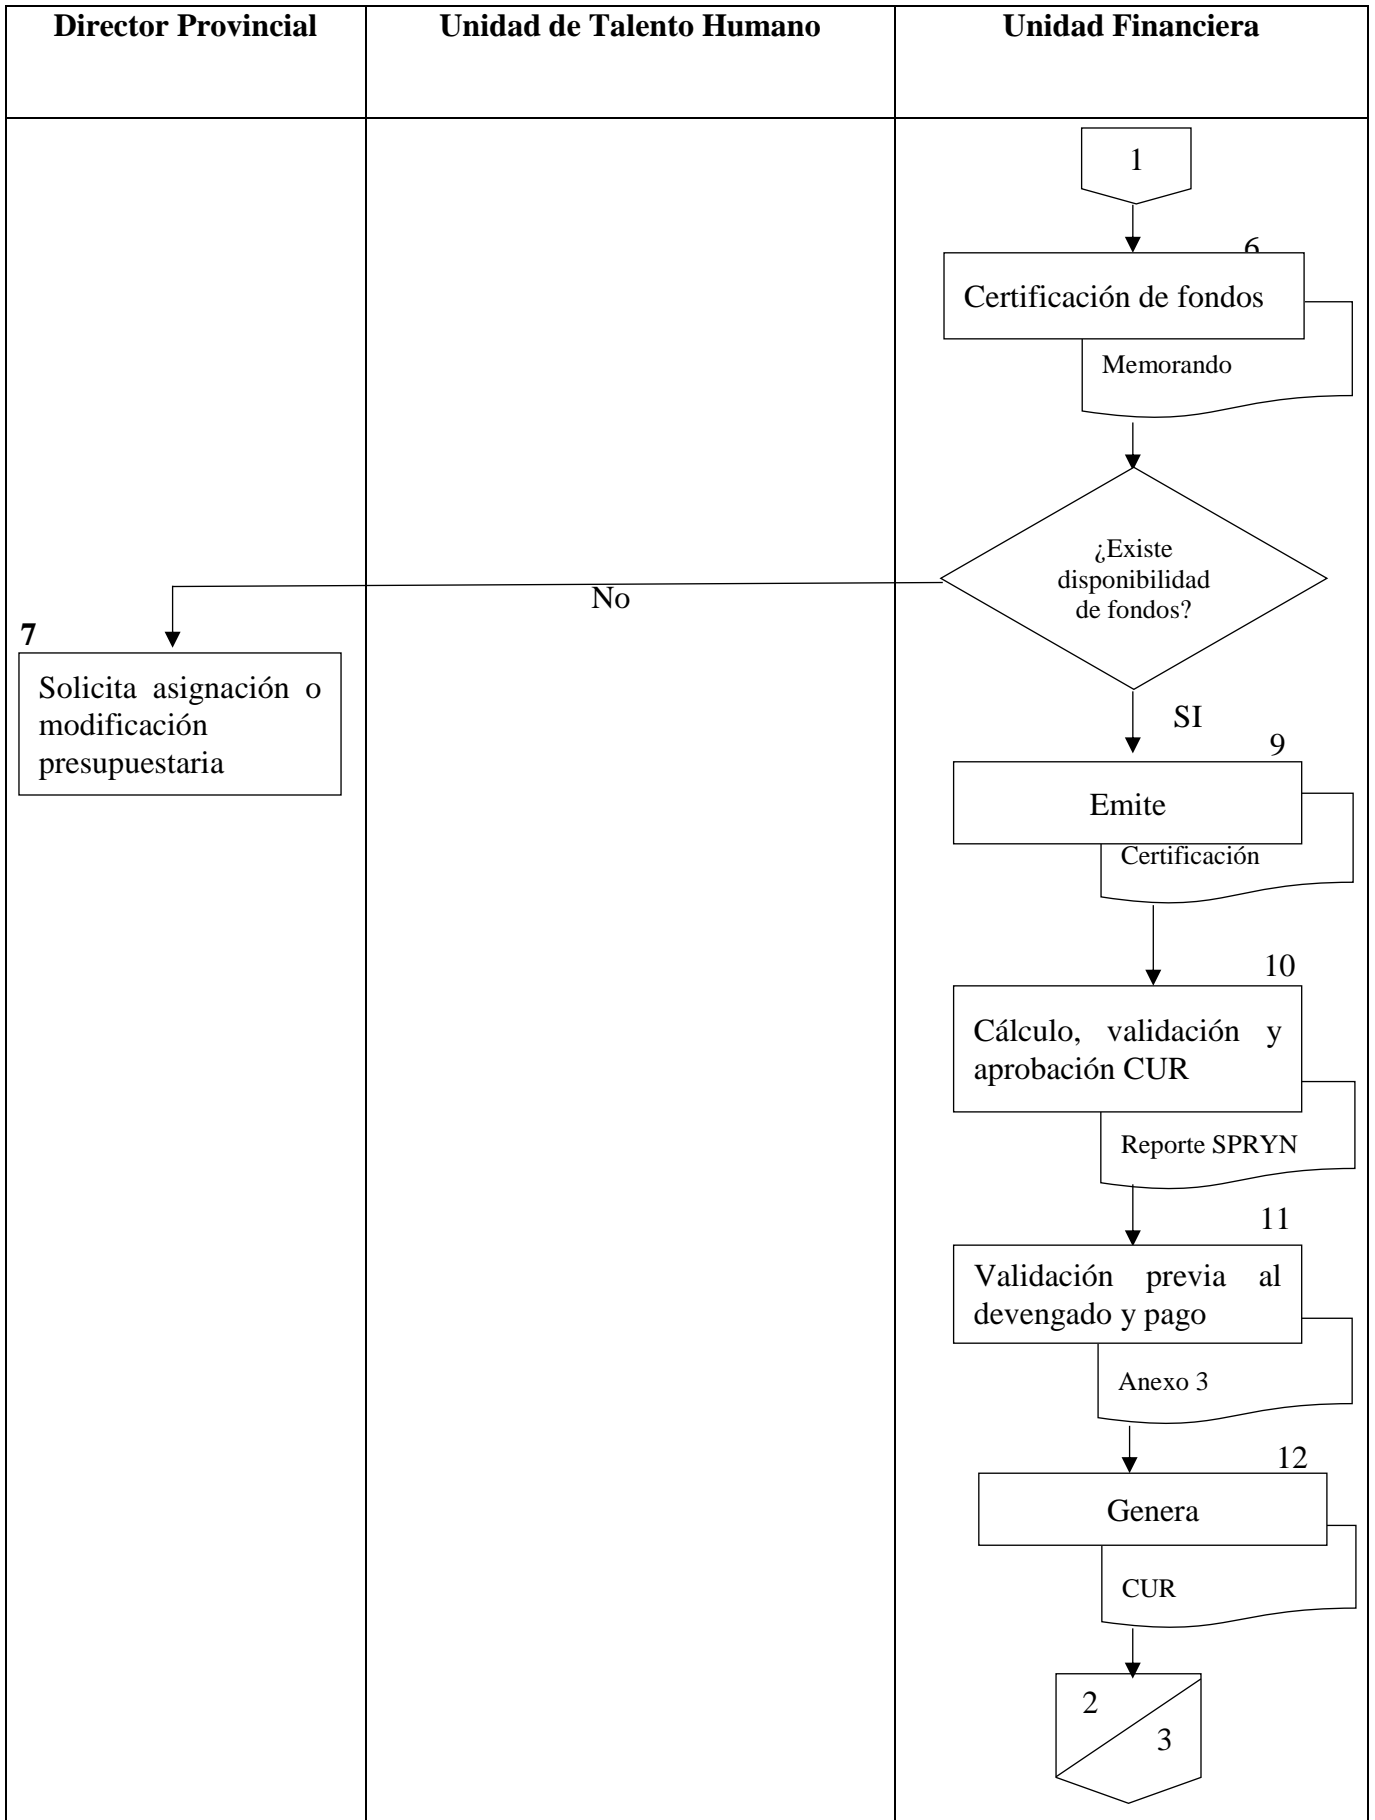 Director Provincial
Unidad de Talento Humano
Unidad Financiera
1
6
Certificación de fondos
Memorando
¿Existe
disponibilidad
de fondos?
No
7
Solicita asignación o
modificación
presupuestaria
SI
9
Emite
Certificación
10
Cálculo, validación y
aprobación CUR
Reporte SPRYN
11
Validación previa al
devengado y pago
Anexo 3
12
Genera
CUR
2
3